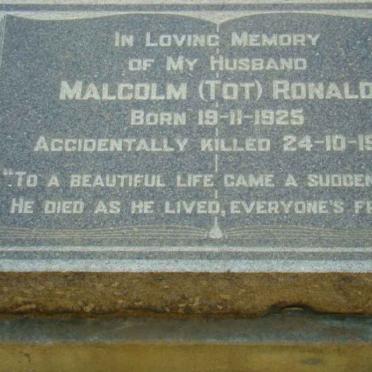 In Loving Memory
of My Husband
Malcolm (Tot) Ronald
Born 19-11-1925
Accidentally killed 24-10-19
"To a beautiful life came a sudden
He died as he lived, everyone's